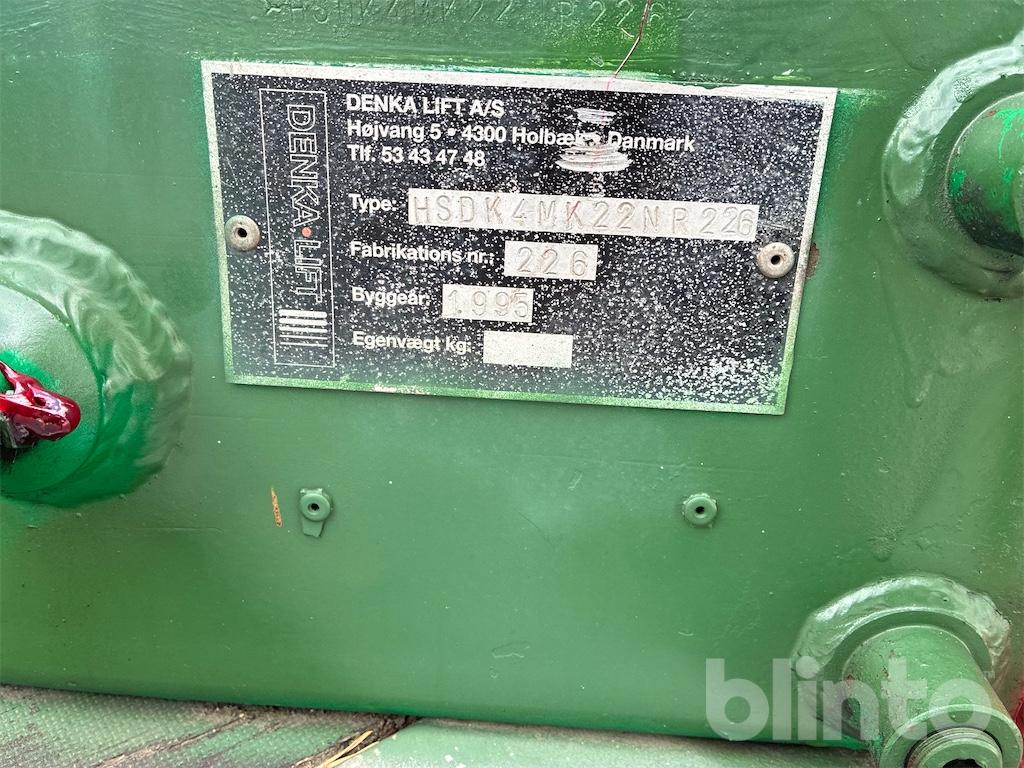 HSDK4MK22NR226
DENKA LIFT A/S
Højvang 5 • 4300 Holbæk • Danmark
Tlf. 53 43 47 48
DENKA•LIFT
Type: HSDK4MK22NR226
Fabrikations nr.: 226
Byggeår: 1995
Egenvægt kg:
blinto